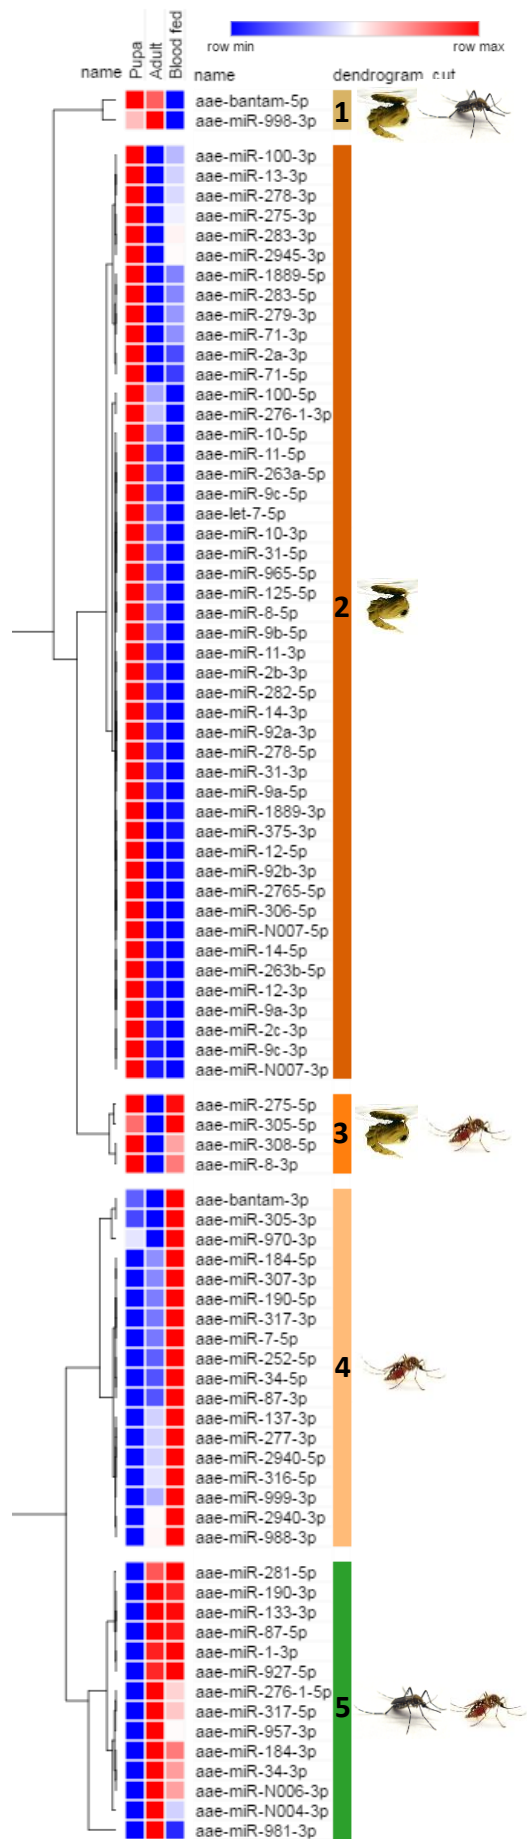 row min row max
name Pupa Adult Blood fed name dendrogram_cut
aae-bantam-5p
aae-miR-998-3p
1
aae-miR-100-3p
aae-miR-13-3p
aae-miR-278-3p
aae-miR-275-3p
aae-miR-283-3p
aae-miR-2945-3p
aae-miR-1889-5p
aae-miR-283-5p
aae-miR-279-3p
aae-miR-71-3p
aae-miR-2a-3p
aae-miR-71-5p
aae-miR-100-5p
aae-miR-276-1-3p
aae-miR-10-5p
aae-miR-11-5p
aae-miR-263a-5p
aae-miR-9c-5p
aae-let-7-5p
aae-miR-10-3p
aae-miR-31-5p
aae-miR-965-5p
aae-miR-125-5p
aae-miR-8-5p
2
aae-miR-9b-5p
aae-miR-11-3p
aae-miR-2b-3p
aae-miR-282-5p
aae-miR-14-3p
aae-miR-92a-3p
aae-miR-278-5p
aae-miR-31-3p
aae-miR-9a-5p
aae-miR-1889-3p
aae-miR-375-3p
aae-miR-12-5p
aae-miR-92b-3p
aae-miR-2765-5p
aae-miR-306-5p
aae-miR-N007-5p
aae-miR-14-5p
aae-miR-263b-5p
aae-miR-12-3p
aae-miR-9a-3p
aae-miR-2c-3p
aae-miR-9c-3p
aae-miR-N007-3p
aae-miR-275-5p
aae-miR-305-5p
3
aae-miR-308-5p
aae-miR-8-3p
aae-bantam-3p
aae-miR-305-3p
aae-miR-970-3p
aae-miR-184-5p
aae-miR-307-3p
aae-miR-190-5p
aae-miR-317-3p
aae-miR-7-5p
aae-miR-252-5p
4
aae-miR-34-5p
aae-miR-87-3p
aae-miR-137-3p
aae-miR-277-3p
aae-miR-2940-5p
aae-miR-316-5p
aae-miR-999-3p
aae-miR-2940-3p
aae-miR-988-3p
aae-miR-281-5p
aae-miR-190-3p
aae-miR-133-3p
aae-miR-87-5p
aae-miR-1-3p
aae-miR-927-5p
aae-miR-276-1-5p
aae-miR-317-5p
5
aae-miR-957-3p
aae-miR-184-3p
aae-miR-34-3p
aae-miR-N006-3p
aae-miR-N004-3p
aae-miR-981-3p